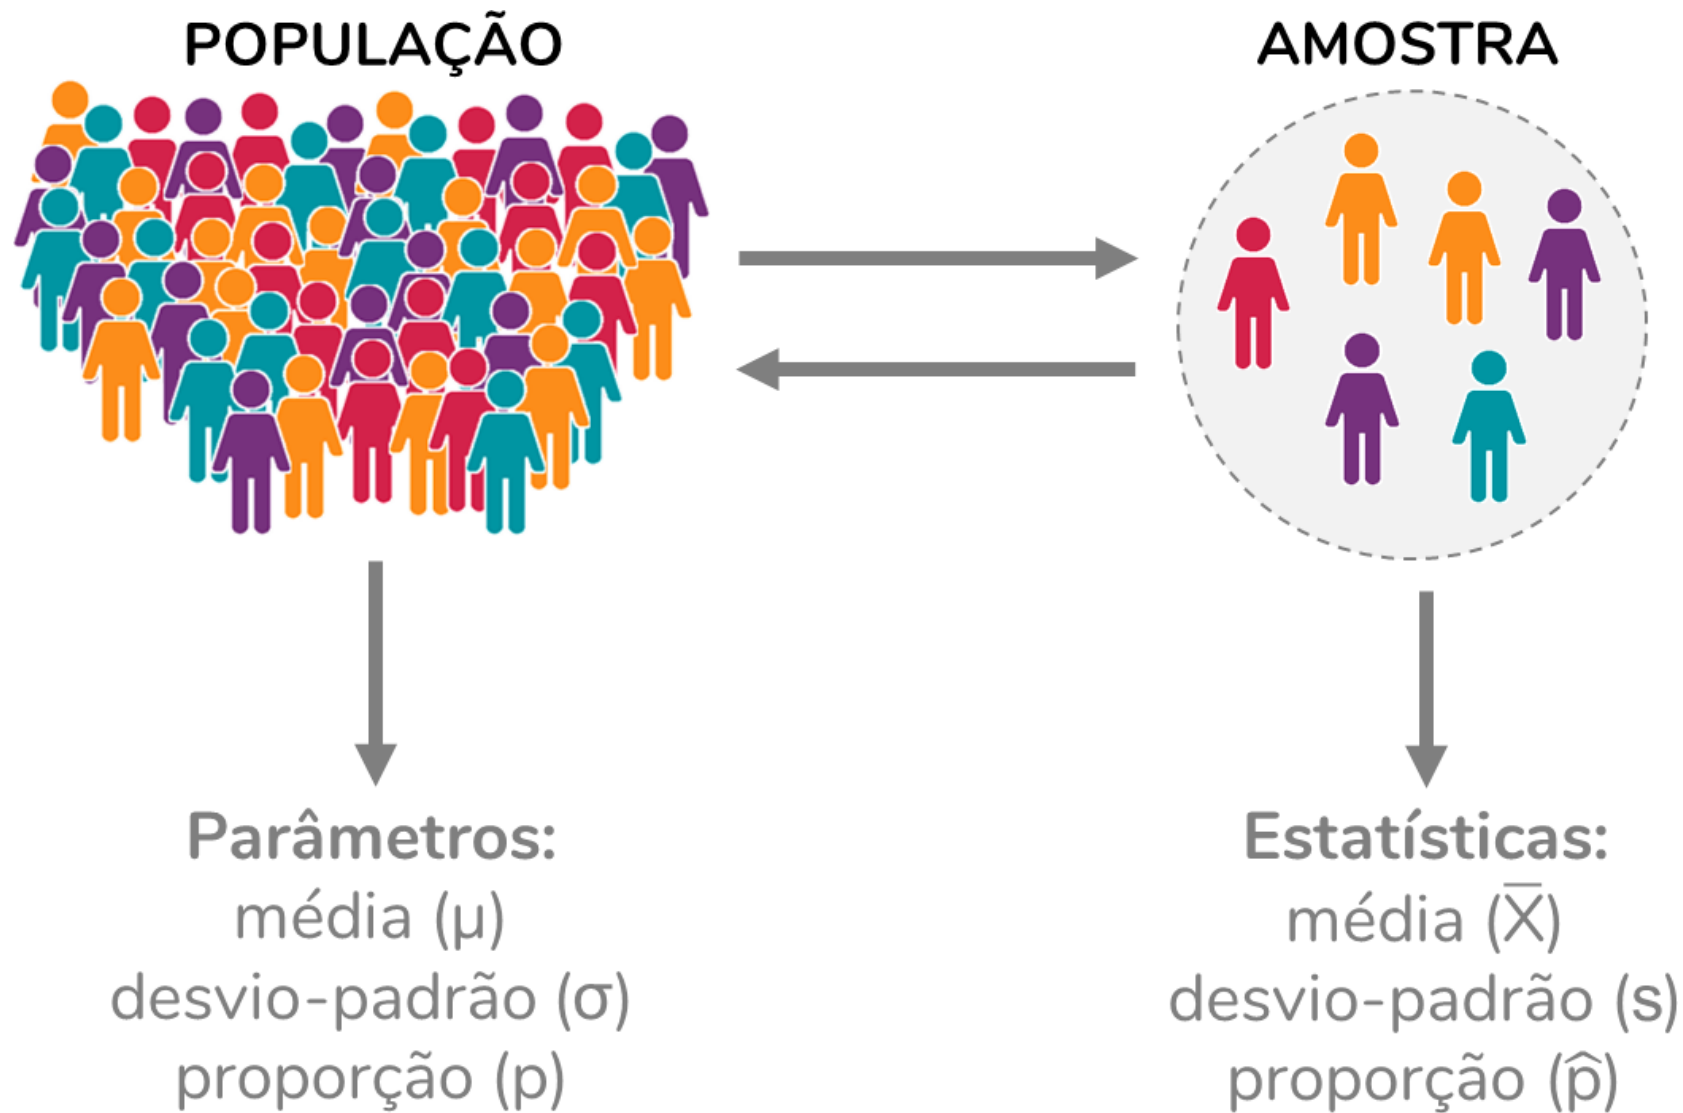 POPULAÇÃO
AMOSTRA
Parâmetros:
média (μ)
desvio-padrão (σ)
proporção (p)
Estatísticas:
média (X̅)
desvio-padrão (s)
proporção (p̂)